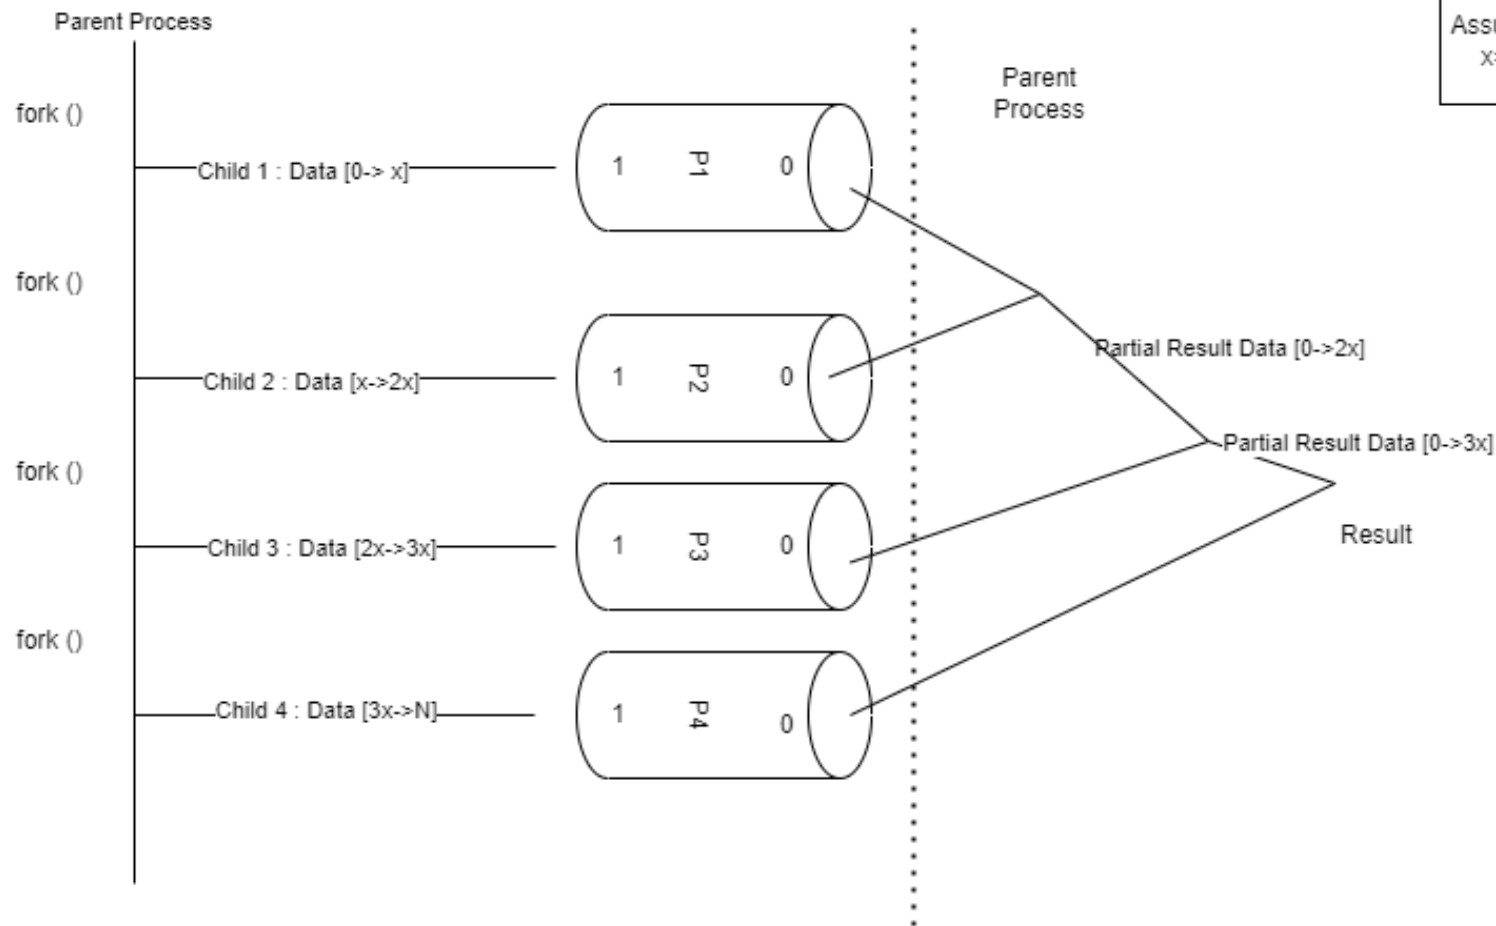 Parent Process
Assu
x=
Parent
Process
fork ()
Child 1 : Data [0-> x]
1 P1 0
fork ()
Partial Result Data [0->2x]
Child 2 : Data [x->2x]
1 P2 0
Partial Result Data [0->3x]
fork ()
Result
Child 3 : Data [2x->3x]
1 P3 0
fork ()
Child 4 : Data [3x->N]
1 P4 0